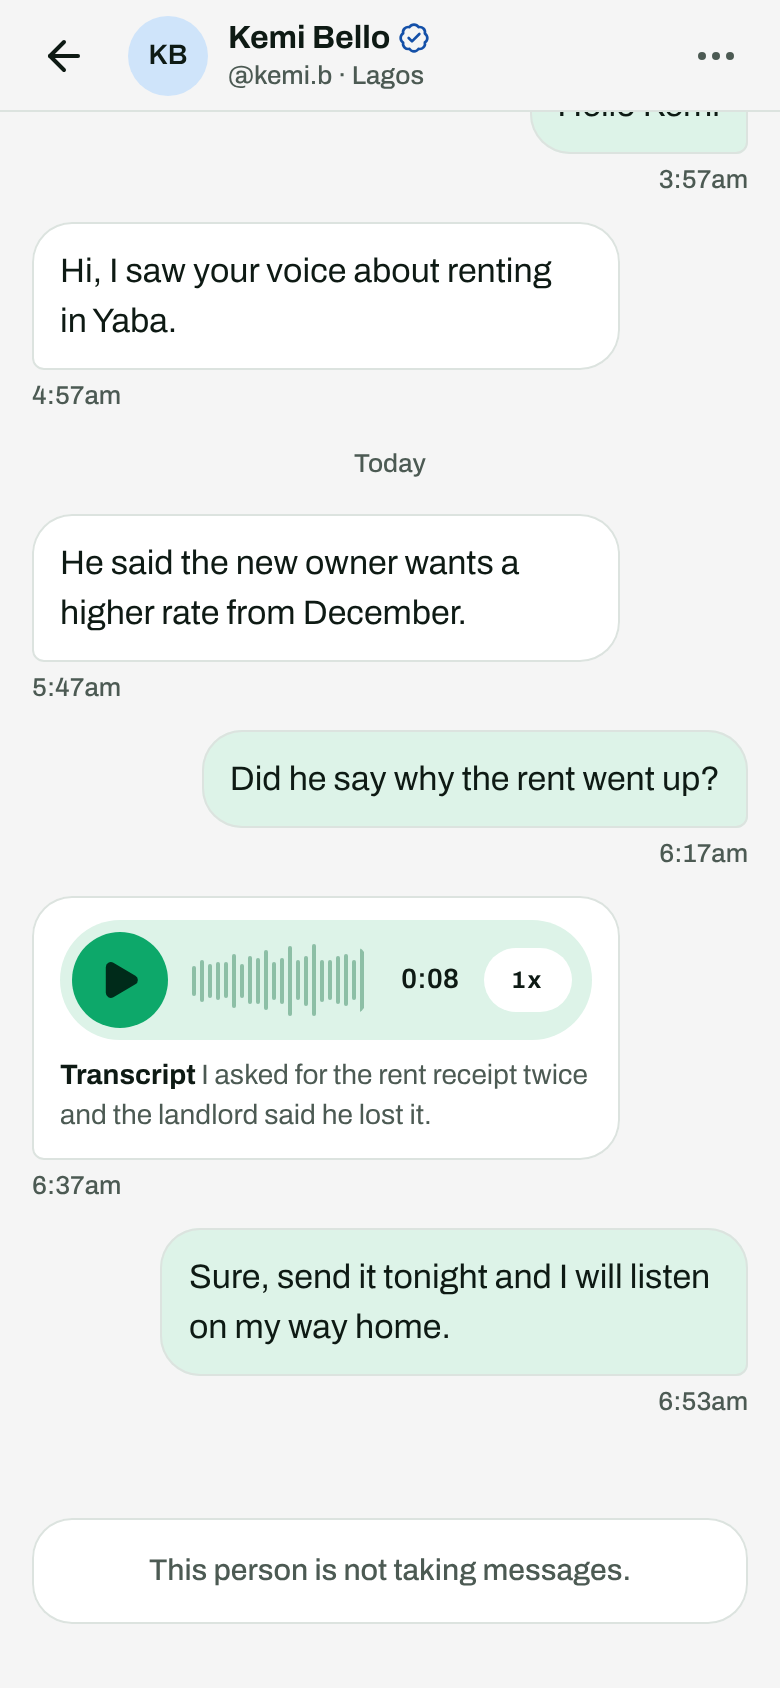 KB
Kemi Bello
@kemi.b · Lagos
3:57am
Hi, I saw your voice about renting
in Yaba.
4:57am
Today
He said the new owner wants a
higher rate from December.
5:47am
Did he say why the rent went up?
6:17am
0:08
1x
Transcript I asked for the rent receipt twice
and the landlord said he lost it.
6:37am
Sure, send it tonight and I will listen
on my way home.
6:53am
This person is not taking messages.